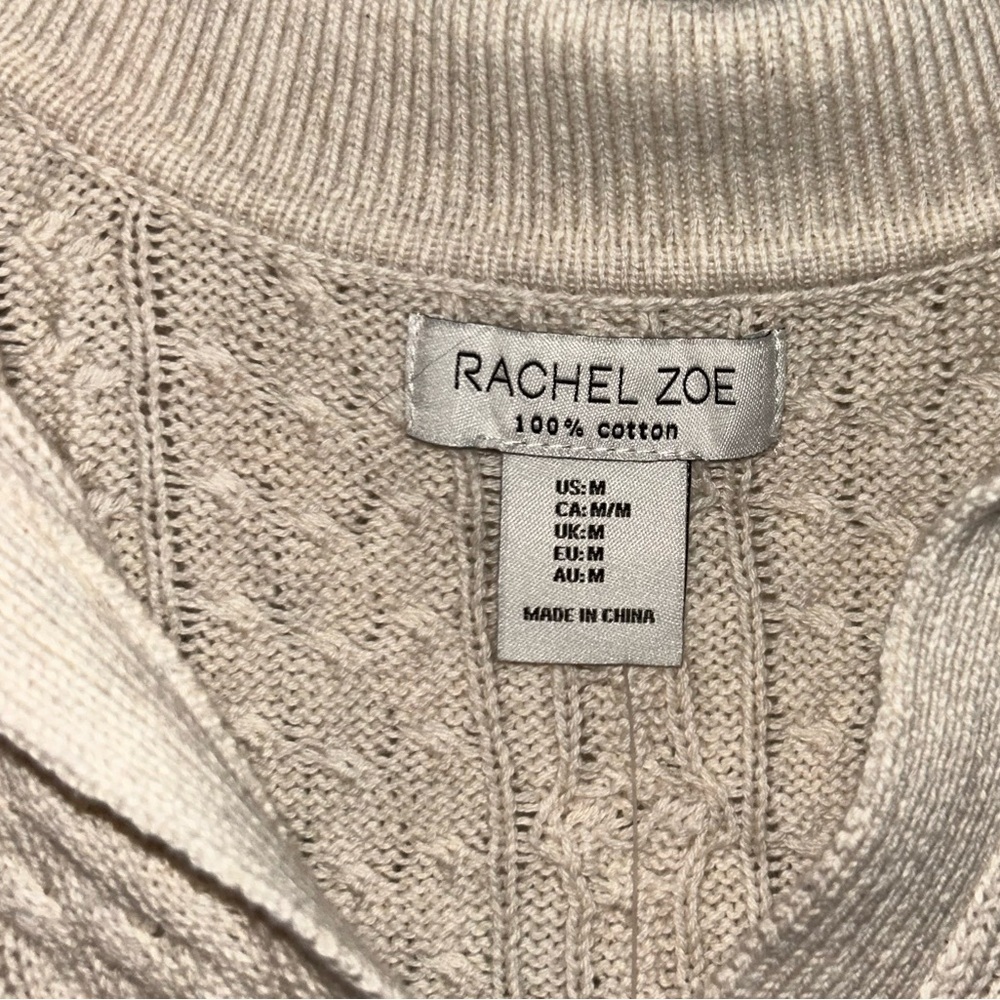 RACHEL ZOE
100% cotton
US:M
CA:M/M
UK:M
EU:M
AU:M
MADE IN CHINA